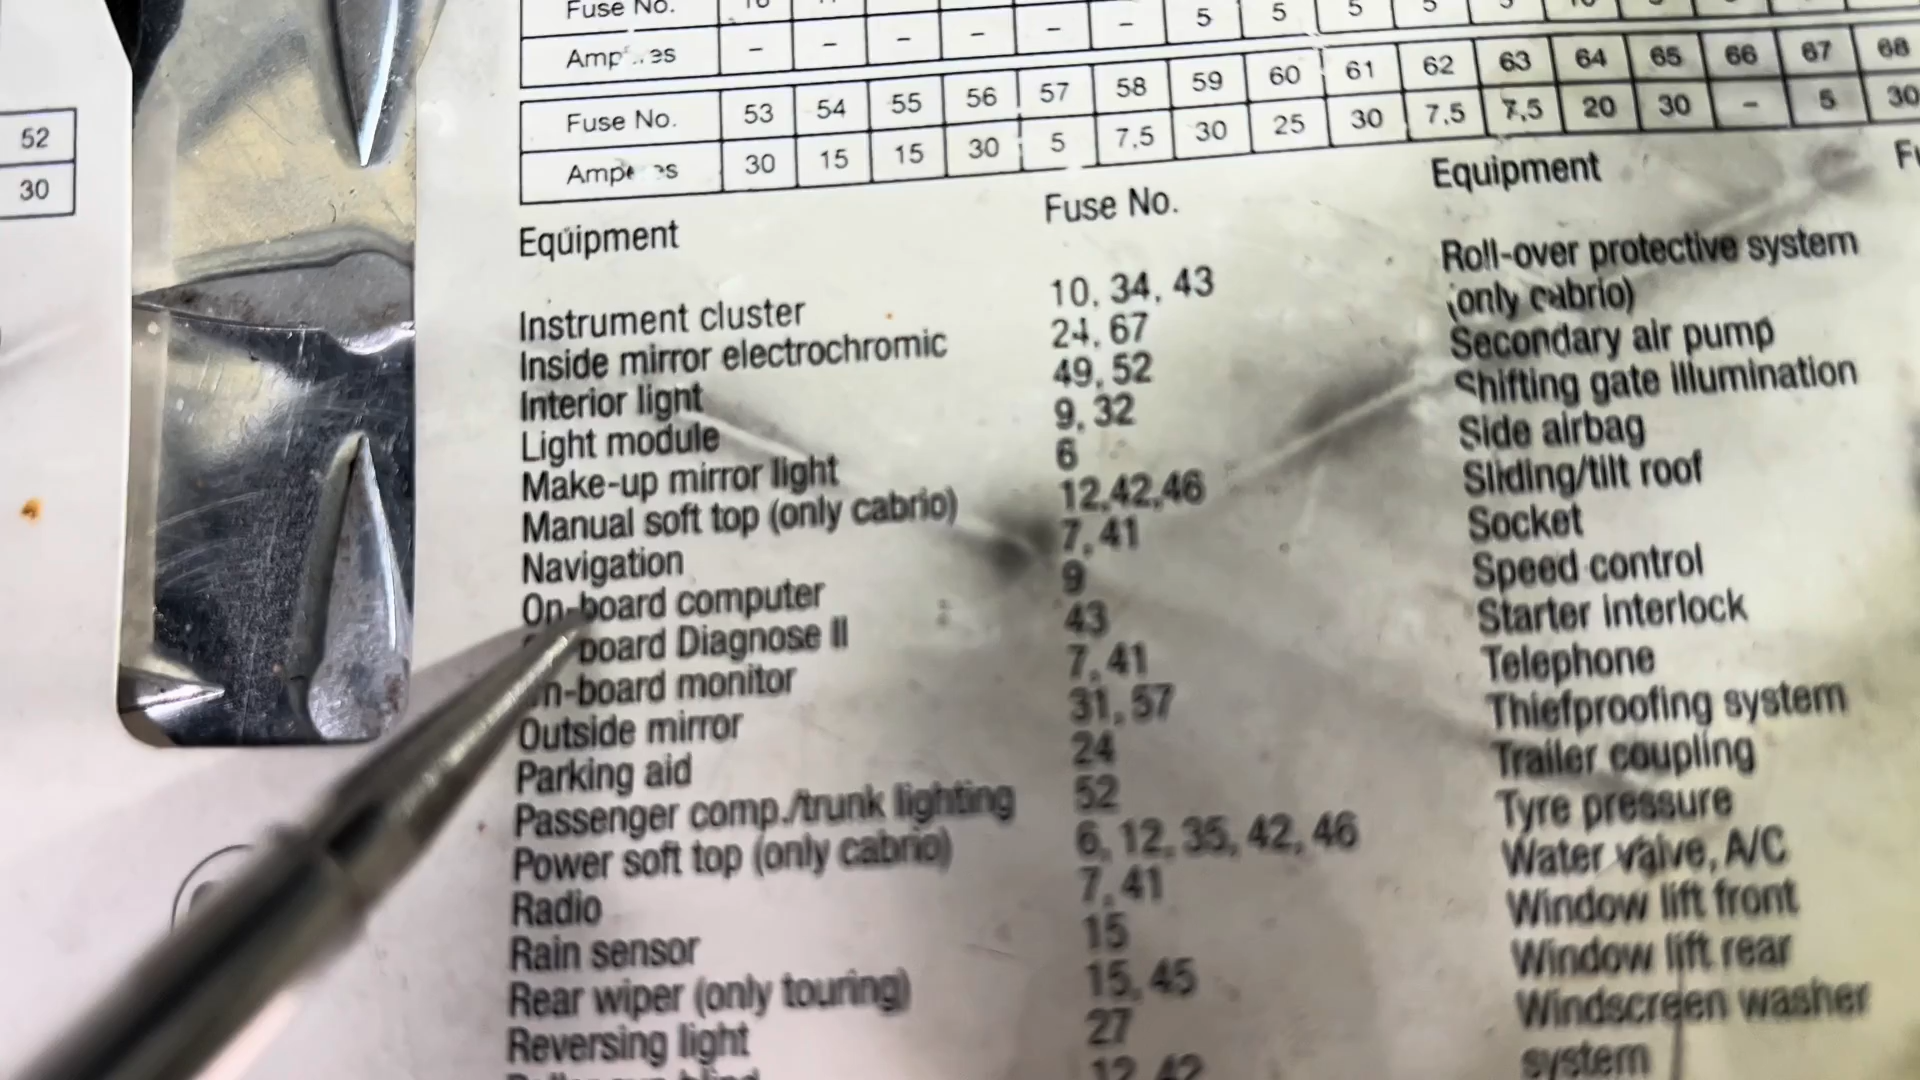 52
30
Fuse No.
Amp es
– – – – – – 5 5 5 5
Fuse No. 53 54 55 56 57 58 59 60 61 62 63 64 65 66 67 68
Amp es 30 15 15 30 5 7,5 30 25 30 7,5 7,5 20 30 – 5 30
Equipment Fuse No.
Instrument cluster 10, 34, 43
Inside mirror electrochromic 24, 67
Interior light 49, 52
Light module 9, 32
Make-up mirror light 6
Manual soft top (only cabrio) 12,42,46
Navigation 7, 41
On-board computer 9
board Diagnose II 43
n-board monitor 7, 41
Outside mirror 31, 57
Parking aid 24
Passenger comp./trunk lighting 52
Power soft top (only cabrio) 6, 12, 35, 42, 46
Radio 7, 41
Rain sensor 15
Rear wiper (only touring) 15, 45
Reversing light 27
12, 42
Equipment Fu
Roll-over protective system
(only cabrio)
Secondary air pump
Shifting gate illumination
Side airbag
Sliding/tilt roof
Socket
Speed control
Starter interlock
Telephone
Thiefproofing system
Trailer coupling
Tyre pressure
Water valve, A/C
Window lift front
Window lift rear
Windscreen washer
system